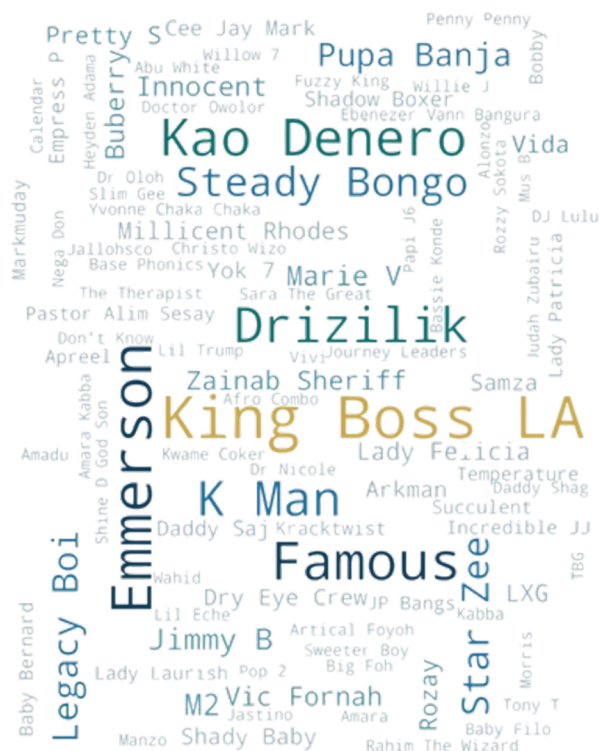 Penny Penny
Pretty S
Cee Jay Mark
Willow 7
Pupa Banja
Bobby
Calendar
Empress P
Heyden Adama
Buberry
Abu White
Innocent
Fuzzy King
Willie J
Doctor Owolor
Shadow Boxer
Ebenezer Vann Bangura
Kao Denero
Alonzo
Vida
Dr Oloh
Steady Bongo
Mus B
Slim Gee
Rozzy Sokota
Markmuday
Nega Don
Yvonne Chaka Chaka
DJ Lulu
Millicent Rhodes
Papi J6
Bassie Konde
Jallohsco
Christo Wizo
Judah Zubairu
Lady Patricia
Base Phonics
Yok 7
Marie V
The Therapist
Sara The Great
Pastor Alim Sesay
Drizilik
Don't Know
Apreel
Lil Trump
Vivi
Journey Leaders
Emmerson
Zainab Sheriff
Samza
Amara Kabba
Afro Combo
Shine D God Son
King Boss LA
Amadu
Kwame Coker
Lady Felicia
Dr Nicole
Temperature
K Man
Arkman
Daddy Shag
Succulent
Daddy Saj
Kracktwist
Incredible JJ
Legacy Boi
Famous
Star Zee
TBG
Wahid
Dry Eye Crew
JP Bangs
LXG
Baby Bernard
Lil Eche
Kabba
Jimmy B
Artical Foyoh
Sweeter Boy
Morris
Lady Laurish
Pop 2
Big Foh
Rozay
M2
Vic Fornah
Tony T
Jastino
Amara
Baby Filo
Manzo
Shady Baby
Rahim The Wizard